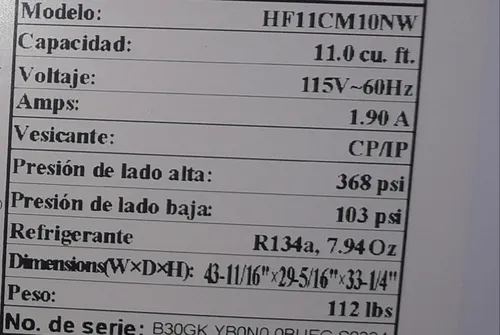 Modelo: HF11CM10NW
Capacidad: 11.0 cu. ft.
Voltaje: 115V~60Hz
Amps: 1.90 A
Vesicante: CP/IP
Presión de lado alta: 368 psi
Presión de lado baja: 103 psi
Refrigerante R134a, 7.94 Oz
Dimensions(W×D×H): 43-11/16"×29-5/16"×33-1/4"
Peso: 112 lbs
No. de serie: B30GK